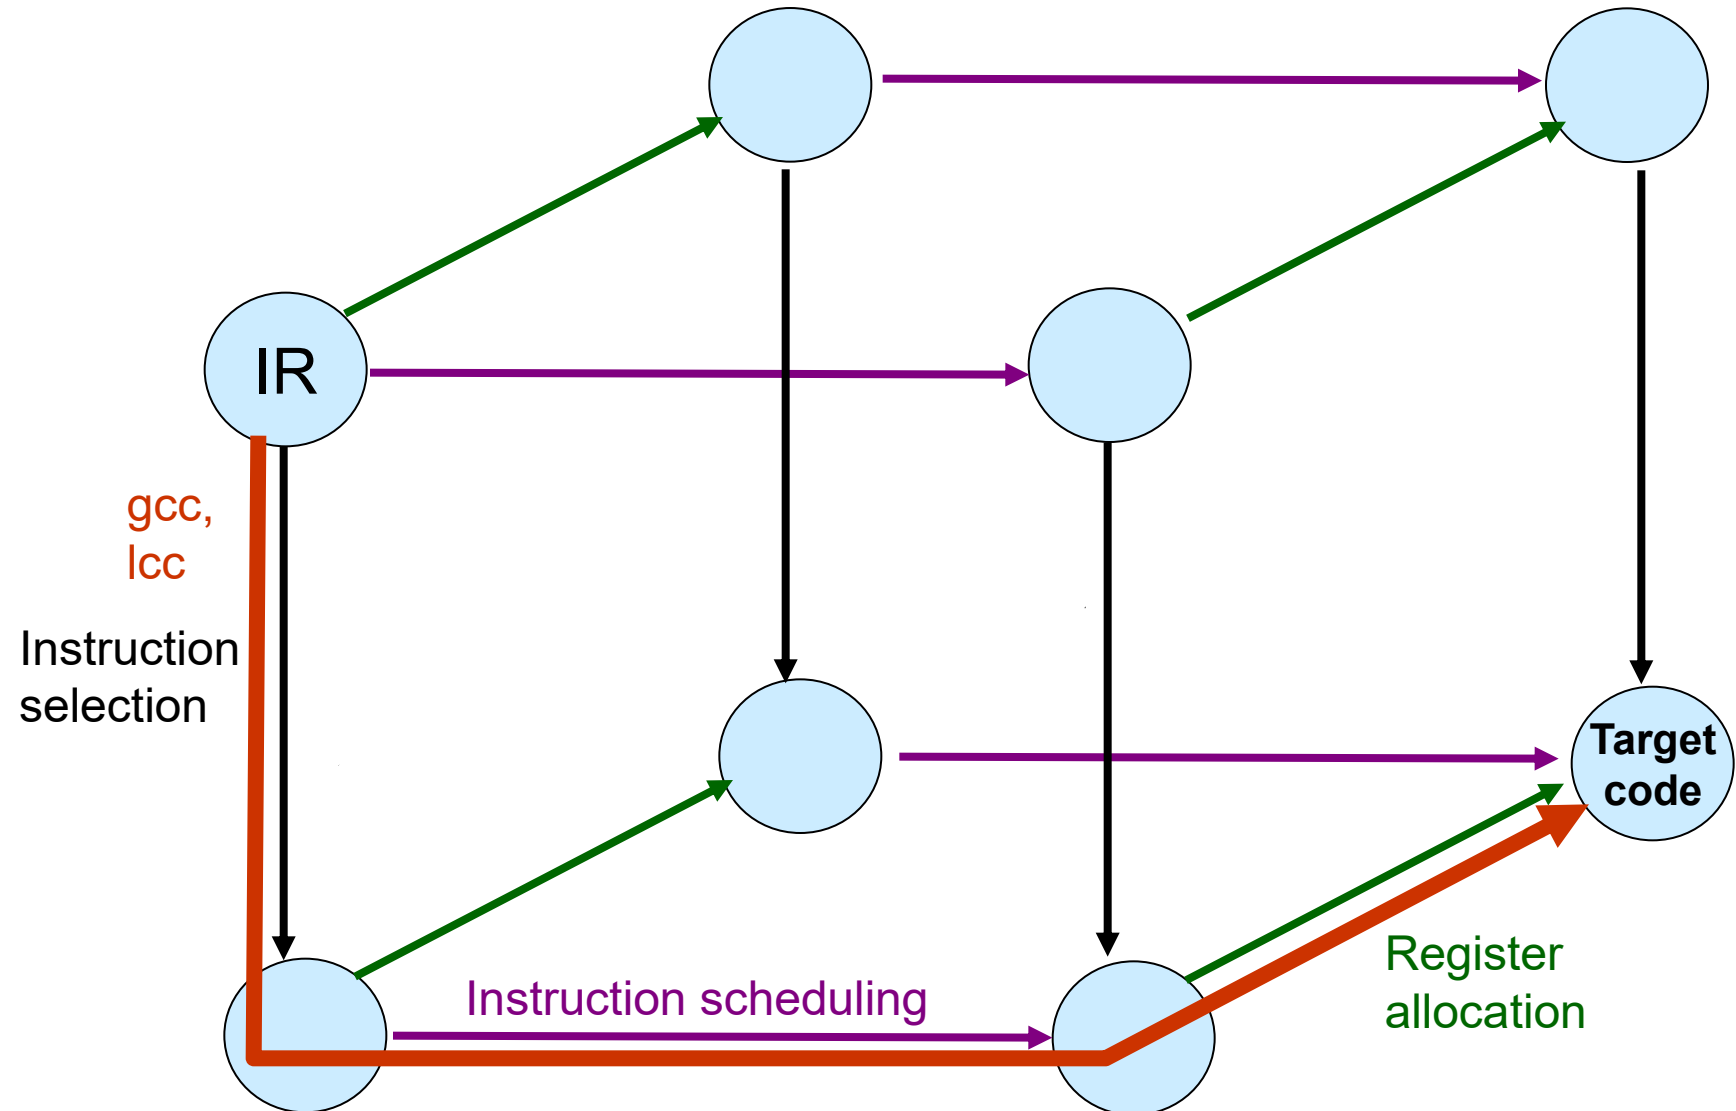 IR
gcc,
lcc
Instruction
selection
Target
code
Instruction scheduling
Register
allocation